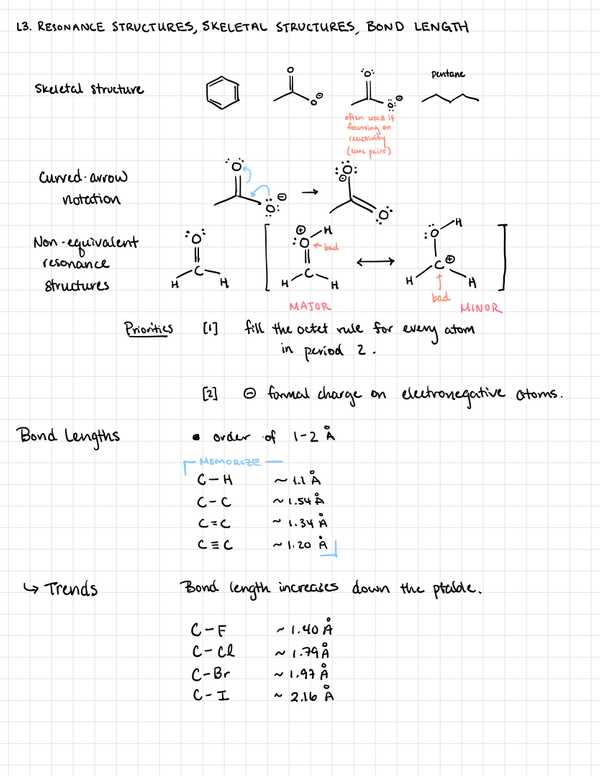 L3. RESONANCE STRUCTURES, SKELETAL STRUCTURES, BOND LENGTH
Skeletal structure
O
O ⊖
:O:
:O: ⊖
pentane
often used if
focusing on
reactivity
(lone pairs)
Curved-arrow
notation
:O:
:O: ⊖
→
:O: ⊖
O:
Non-equivalent
resonance
structures
:O:
C
H H
⊕ H
:O
bad
C
H H
MAJOR
↔
H
:O:
C ⊕
H H
bad
MINOR
Priorities [1] fill the octet rule for every atom
in period 2.
[2] ⊖ formal charge on electronegative atoms.
Bond Lengths • order of 1-2 Å
MEMORIZE
C-H ~ 1.1 Å
C-C ~ 1.54 Å
C=C ~ 1.34 Å
C≡C ~ 1.20 Å
↳ Trends Bond length increases down the ptable.
C-F ~ 1.40 Å
C-Cl ~ 1.79 Å
C-Br ~ 1.97 Å
C-I ~ 2.16 Å